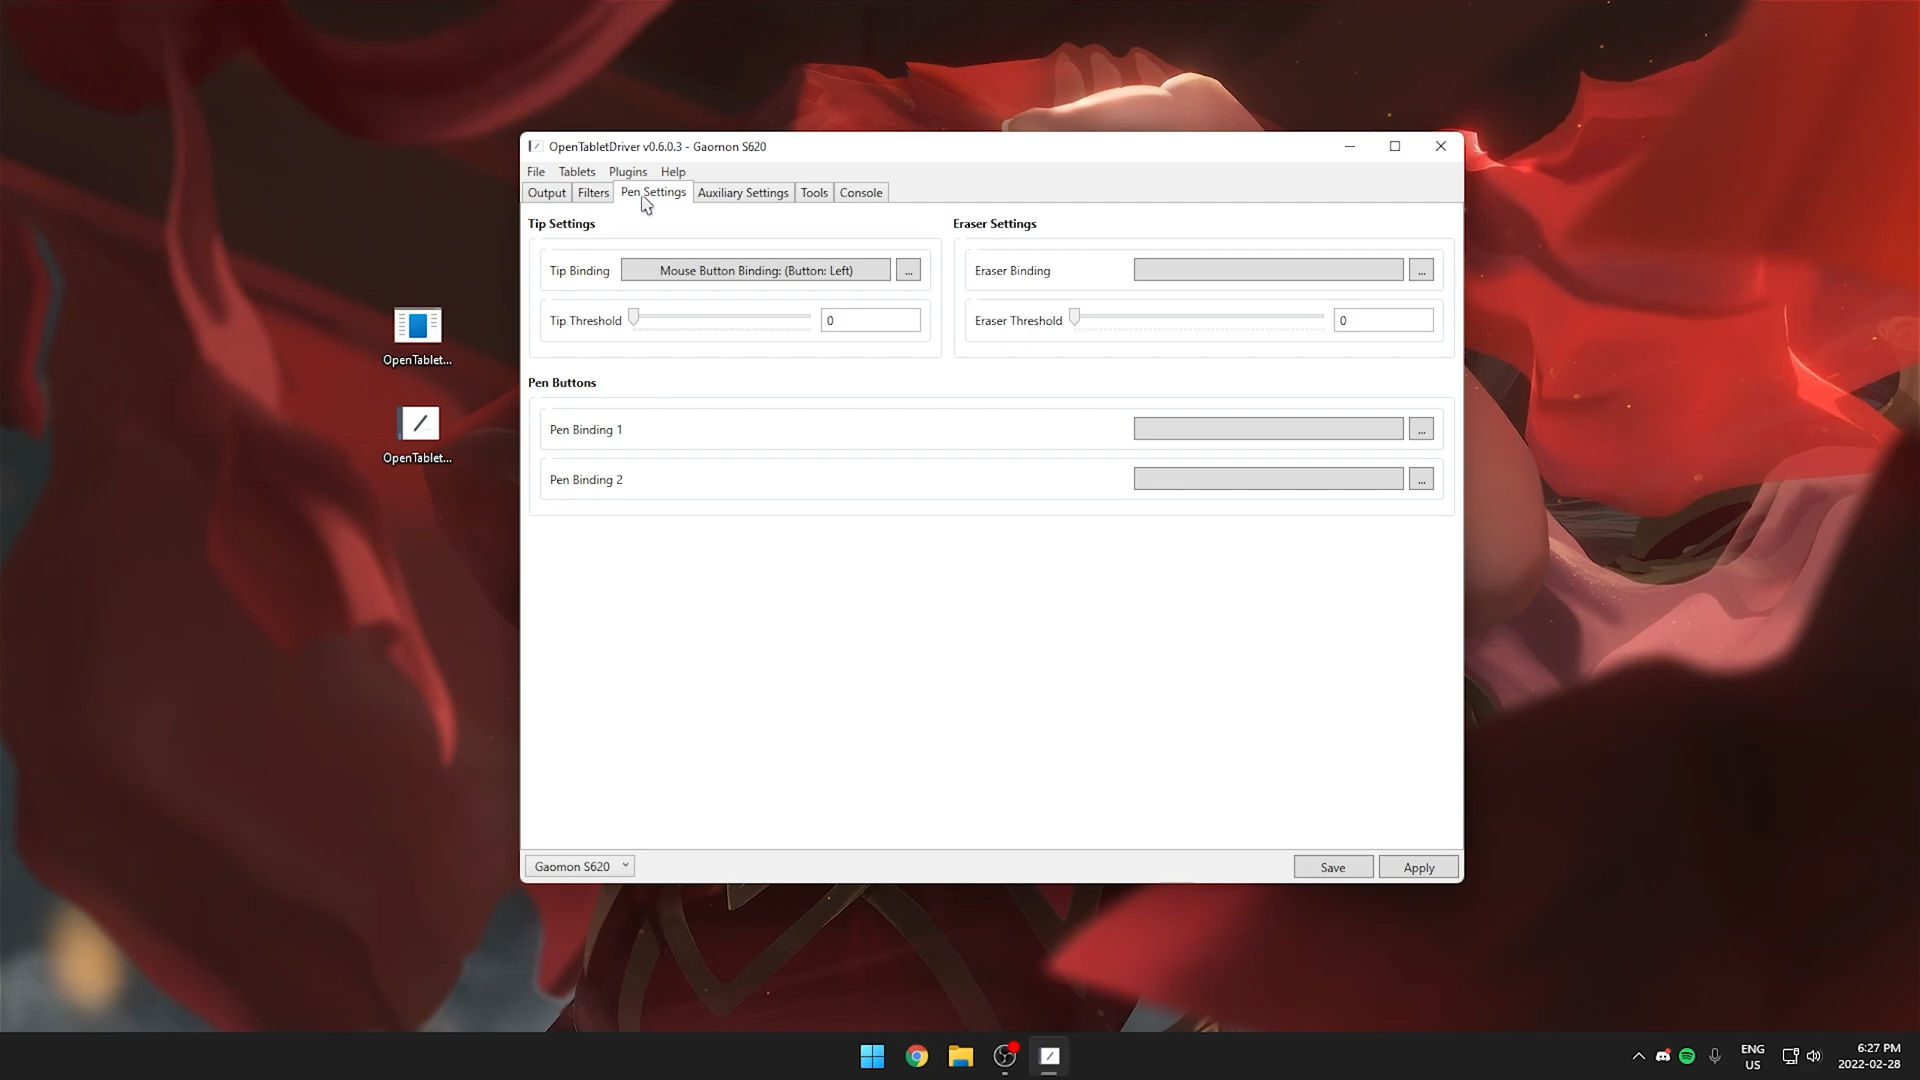 OpenTabletDriver v0.6.0.3 - Gaomon S620
File Tablets Plugins Help
Output Filters Pen Settings Auxiliary Settings Tools Console
Tip Settings
Tip Binding Mouse Button Binding: (Button: Left) ...
Tip Threshold 0
Eraser Settings
Eraser Binding ...
Eraser Threshold 0
Pen Buttons
Pen Binding 1 ...
Pen Binding 2 ...
Gaomon S620 Save Apply
OpenTablet...
OpenTablet...
ENG
US
6:27 PM
2022-02-28